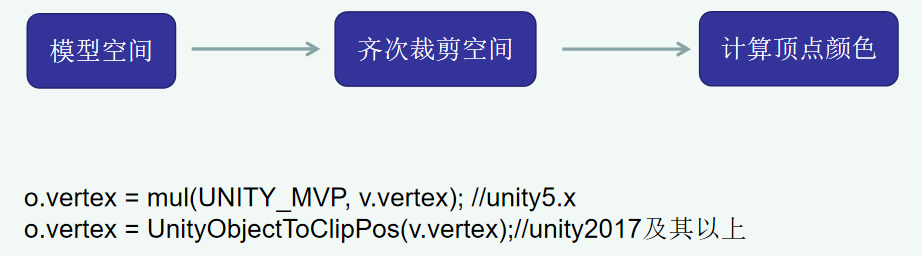 模型空间
齐次裁剪空间
计算顶点颜色
o.vertex = mul(UNITY_MVP, v.vertex); //unity5.x
o.vertex = UnityObjectToClipPos(v.vertex);//unity2017及其以上